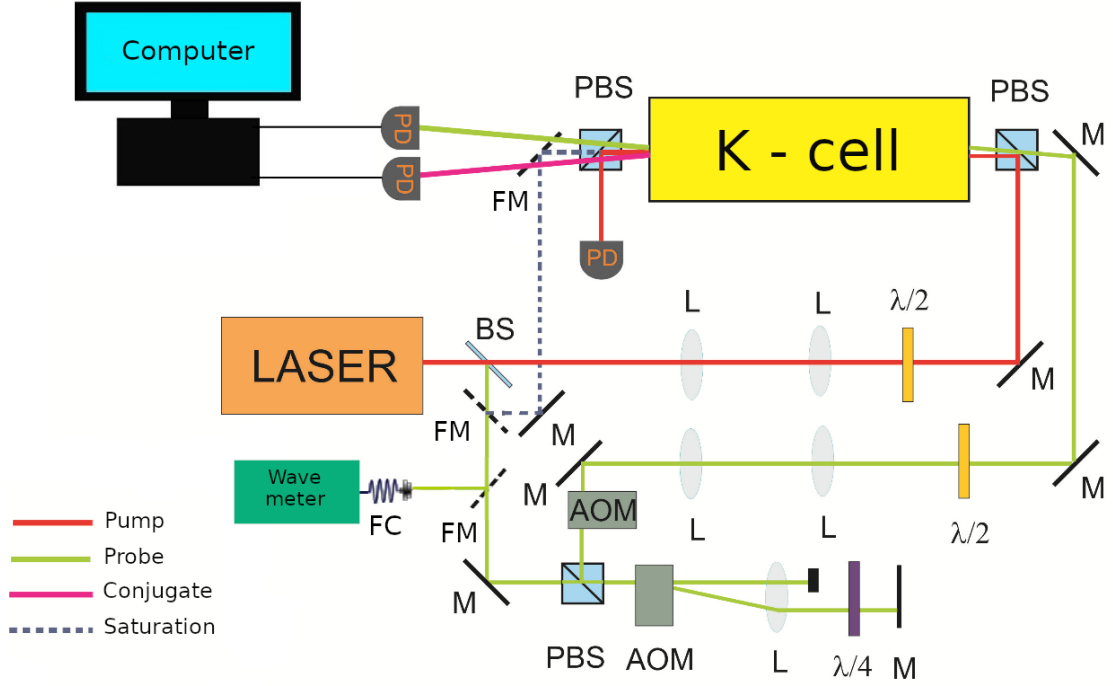 Computer
PBS
PBS
M
PD
K - cell
PD
FM
PD
L
L
λ/2
BS
LASER
M
FM
M
Wave
meter
FC
FM
M
AOM
L
L
λ/2
M
Pump
Probe
Conjugate
Saturation
M
PBS
AOM
L
λ/4
M